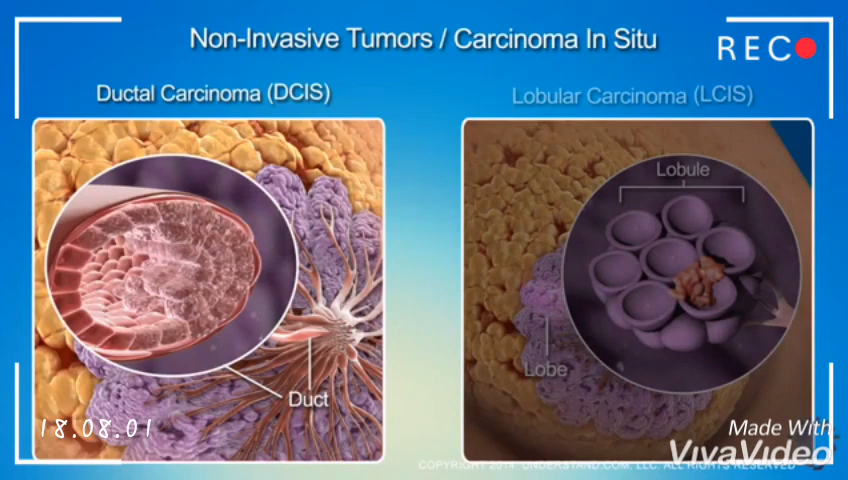 Non-Invasive Tumors / Carcinoma In Situ
REC
Ductal Carcinoma (DCIS)
Lobular Carcinoma (LCIS)
Lobule
Lobe
Duct
18.08.01
Made With
VivaVideo
COPYRIGHT 2014 UNDERSTAND.COM, LLC. ALL RIGHTS RESERVED